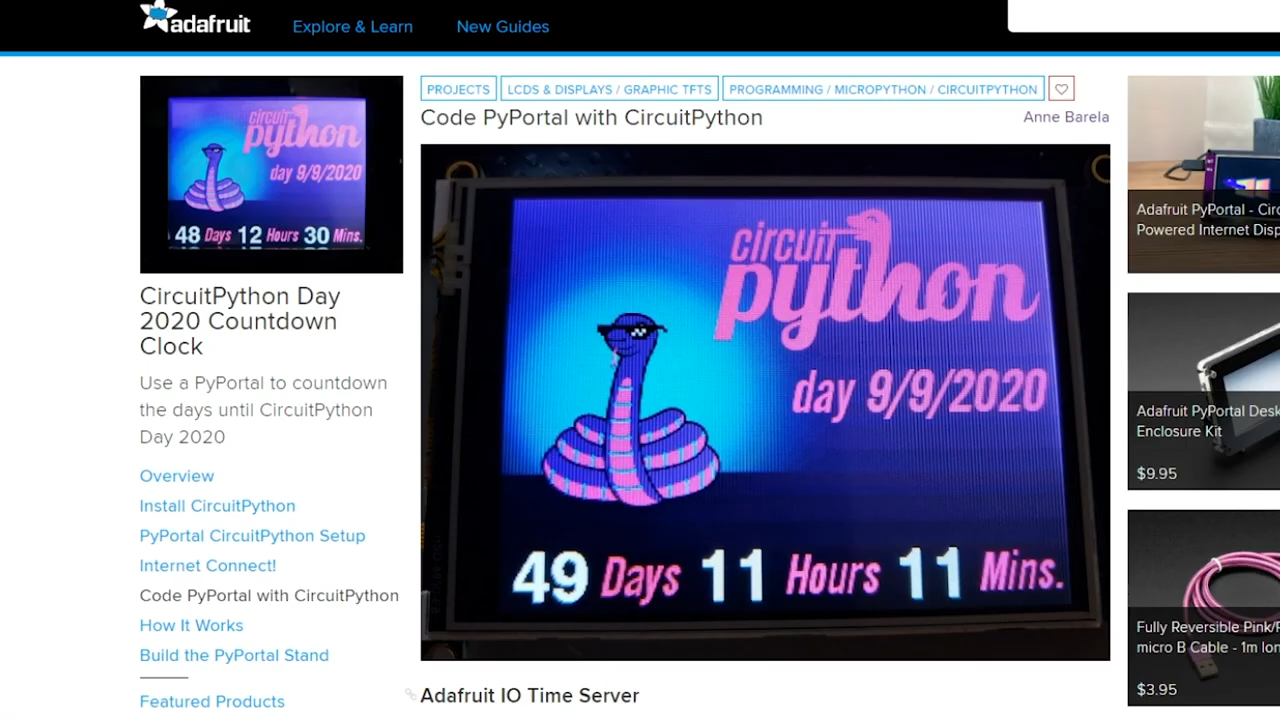 adafruit
Explore & Learn
New Guides
circuit
python
day 9/9/2020
48 Days 12 Hours 30 Mins.
CircuitPython Day
2020 Countdown
Clock
Use a PyPortal to countdown
the days until CircuitPython
Day 2020
Overview
Install CircuitPython
PyPortal CircuitPython Setup
Internet Connect!
Code PyPortal with CircuitPython
How It Works
Build the PyPortal Stand
Featured Products
PROJECTS
LCDS & DISPLAYS / GRAPHIC TFTS
PROGRAMMING / MICROPYTHON / CIRCUITPYTHON
Code PyPortal with CircuitPython
Anne Barela
circuit
python
day 9/9/2020
49 Days 11 Hours 11 Mins.
Adafruit IO Time Server
Adafruit PyPortal - Circ
Powered Internet Disp
Adafruit PyPortal Desk
Enclosure Kit
$9.95
Fully Reversible Pink/P
micro B Cable - 1m lon
$3.95